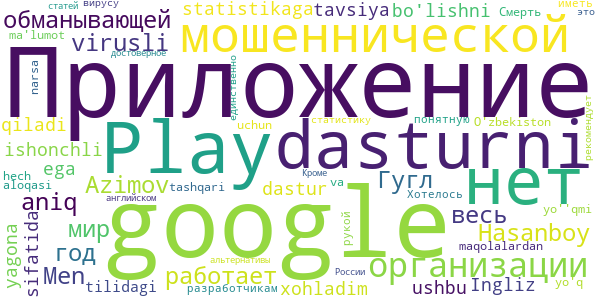 статей вирусу statistikaga tavsiya bo'lishni Смерть иметь
обманывающей мошеннической это
ma'lumot virusli достоверное
narsa Приложение единственно
qiladi Play dasturni рекомендует
uchun статистику понятную O'zbekiston
ishonchli Кроме нет
hech ega Azimov tashqari dastur va Гугл Хотелось
aloqasi aniq google английском весь yo''qmi
sifatida мир рукой Hasanboy
yagona год альтернативы maqolalardan
Men работает России организации yo'q
tilidagi разработчикам xohladim ushbu Ingliz